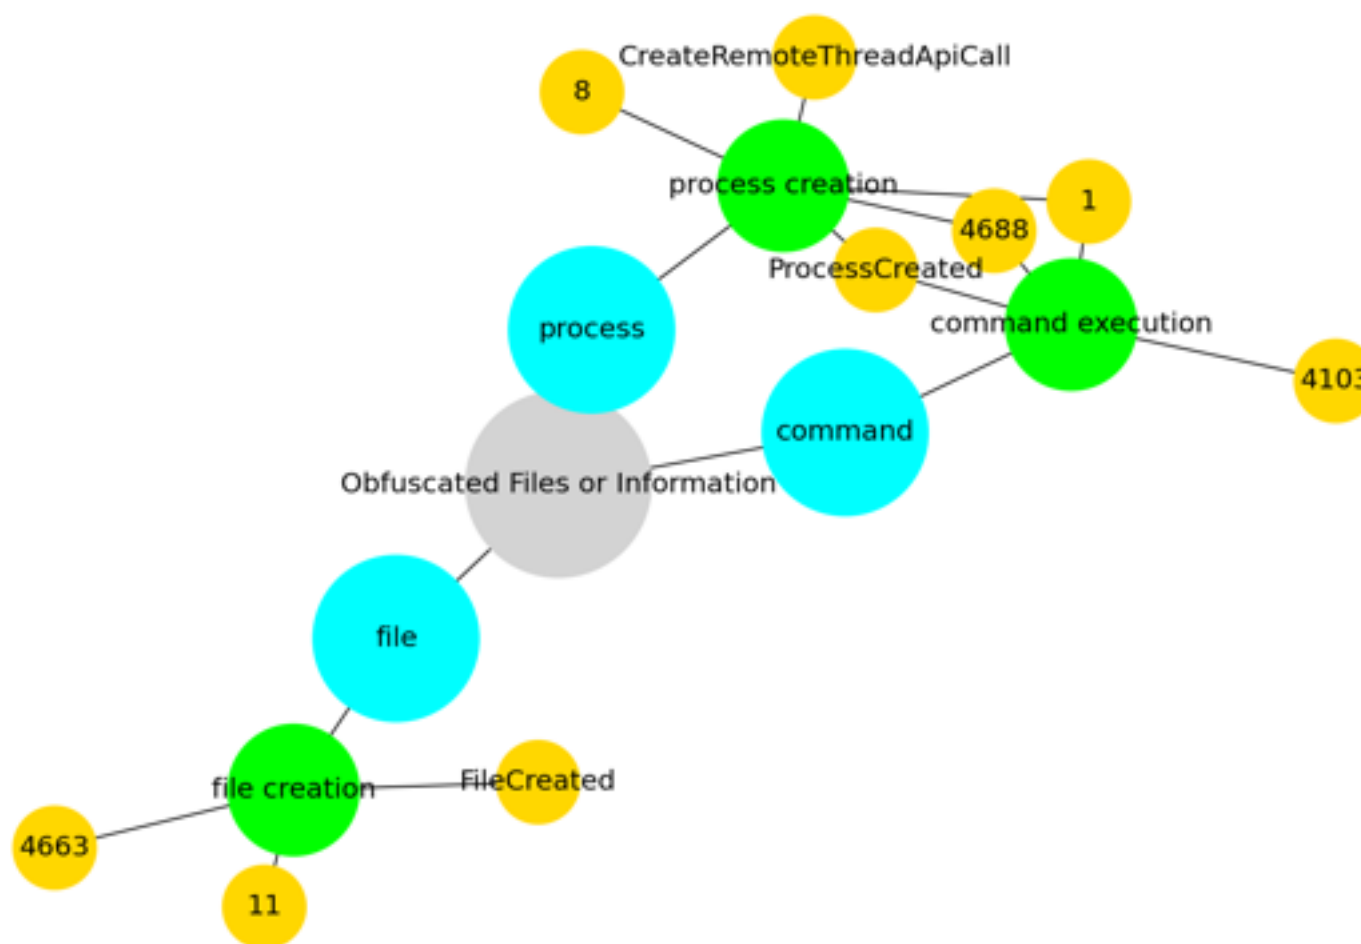 CreateRemoteThreadApiCall
8
process creation
1
4688
ProcessCreated
command execution
process
4103
command
Obfuscated Files or Information
file
FileCreated
file creation
4663
11